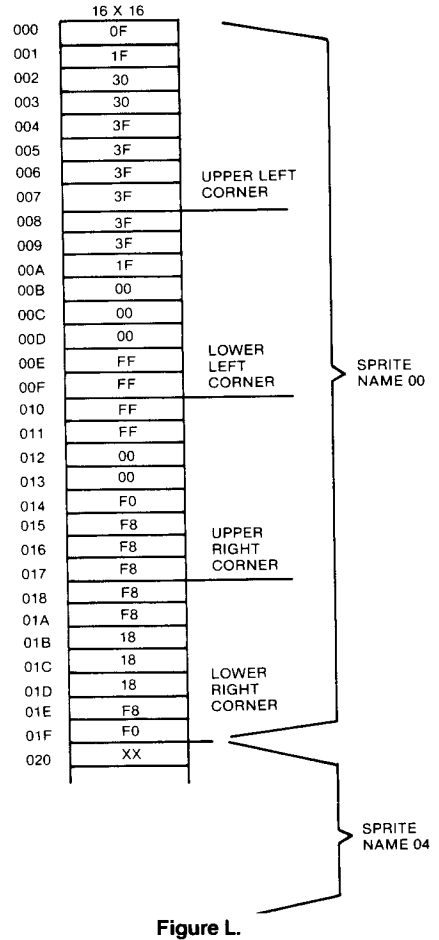 16 X 16
000 0F
001 1F
002 30
003 30
004 3F
005 3F
006 3F
007 3F
UPPER LEFT
CORNER
008 3F
009 3F
00A 1F
00B 00
00C 00
00D 00
00E FF
00F FF
LOWER
LEFT
CORNER
010 FF
011 FF
012 00
013 00
014 F0
015 F8
016 F8
017 F8
UPPER
RIGHT
CORNER
018 F8
01A F8
01B 18
01C 18
01D 18
01E F8
01F F0
LOWER
RIGHT
CORNER
020 XX
SPRITE
NAME 00
SPRITE
NAME 04
Figure L.